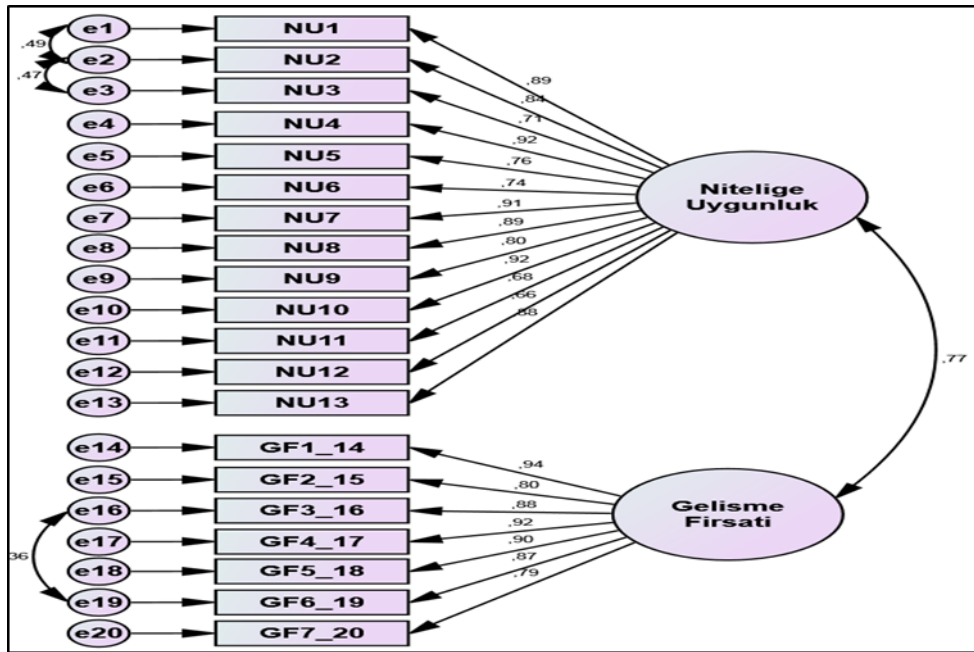 e1 NU1
.49
e2 NU2
.47
e3 NU3
e4 NU4
e5 NU5
e6 NU6
e7 NU7
e8 NU8
e9 NU9
e10 NU10
e11 NU11
e12 NU12
e13 NU13
.89
.84
.71
.92
.76
.74
.91
.89
.80
.92
.68
.66
.88
Nitelige
Uygunluk
.77
e14 GF1_14
e15 GF2_15
e16 GF3_16
e17 GF4_17
36
e18 GF5_18
e19 GF6_19
e20 GF7_20
.94
.80
.88
.92
.90
.87
.79
Gelisme
Firsati